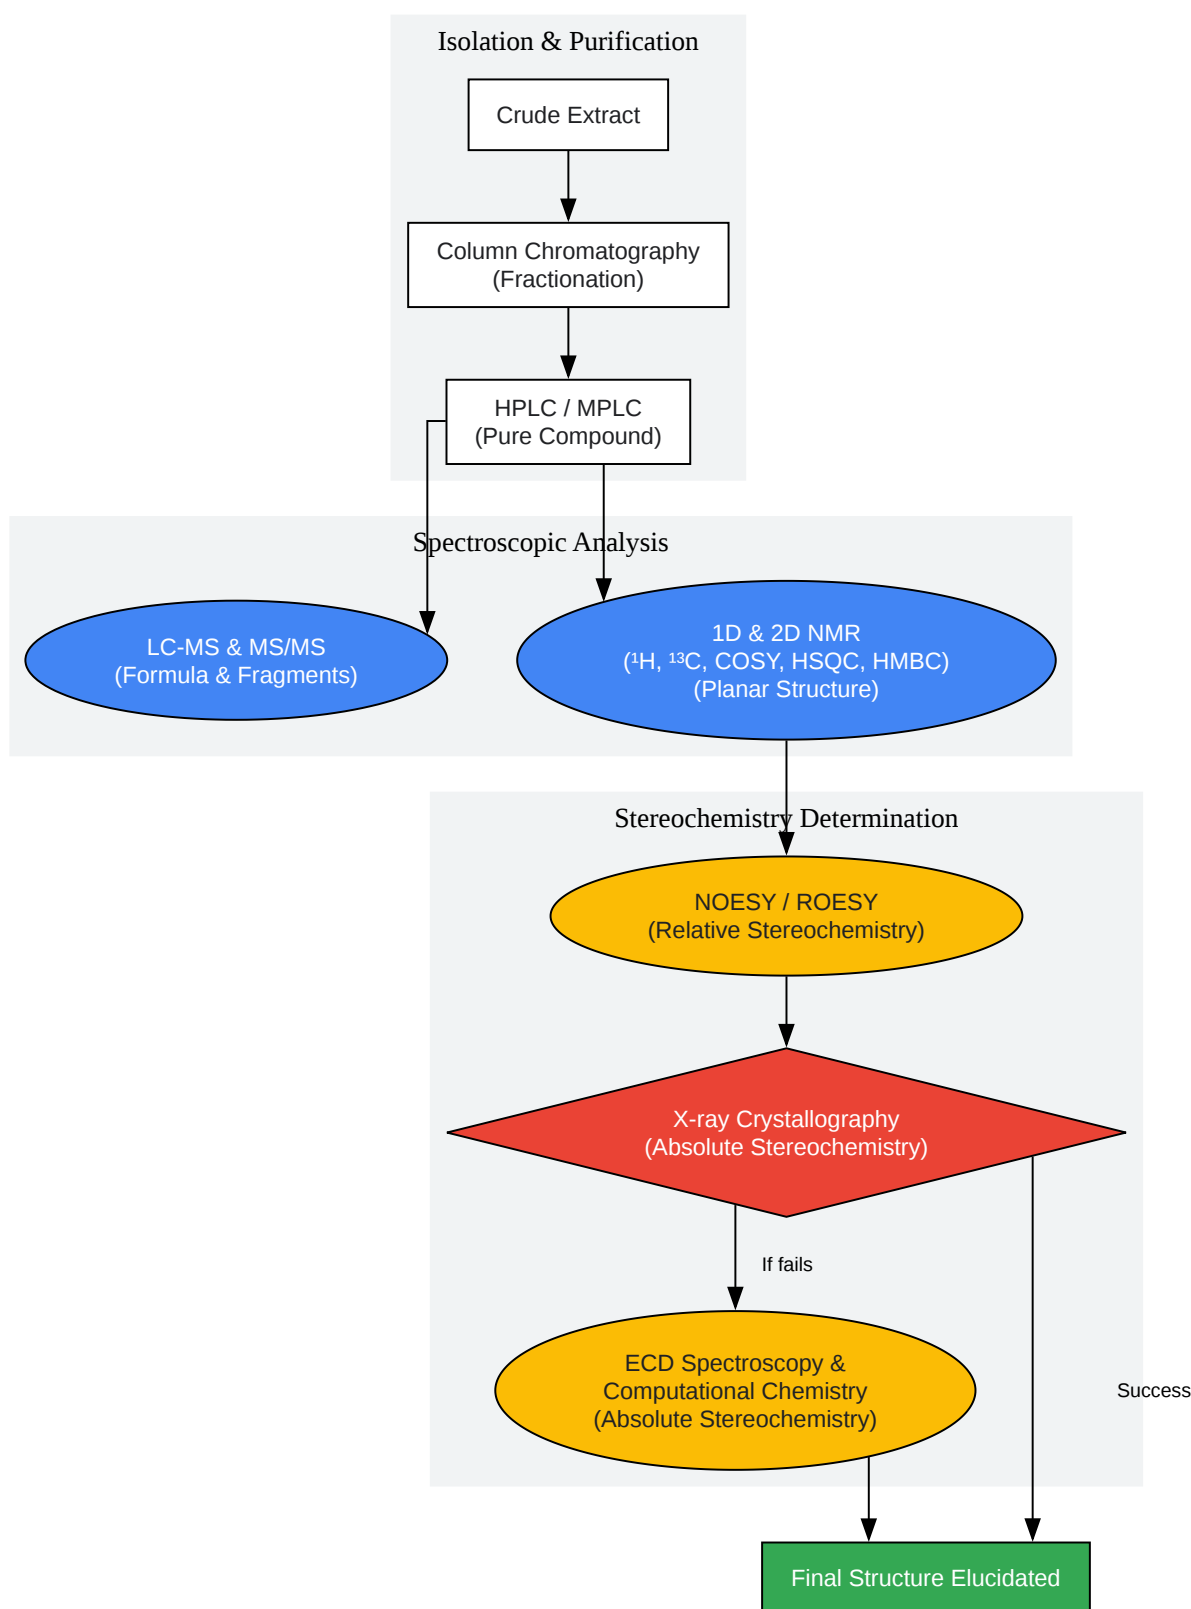 Isolation & Purification
Crude Extract
Column Chromatography
(Fractionation)
HPLC / MPLC
(Pure Compound)
Spectroscopic Analysis
LC-MS & MS/MS
(Formula & Fragments)
1D & 2D NMR
(¹H, ¹³C, COSY, HSQC, HMBC)
(Planar Structure)
Stereochemistry Determination
NOESY / ROESY
(Relative Stereochemistry)
X-ray Crystallography
(Absolute Stereochemistry)
If fails
ECD Spectroscopy &
Computational Chemistry
(Absolute Stereochemistry)
Success
Final Structure Elucidated